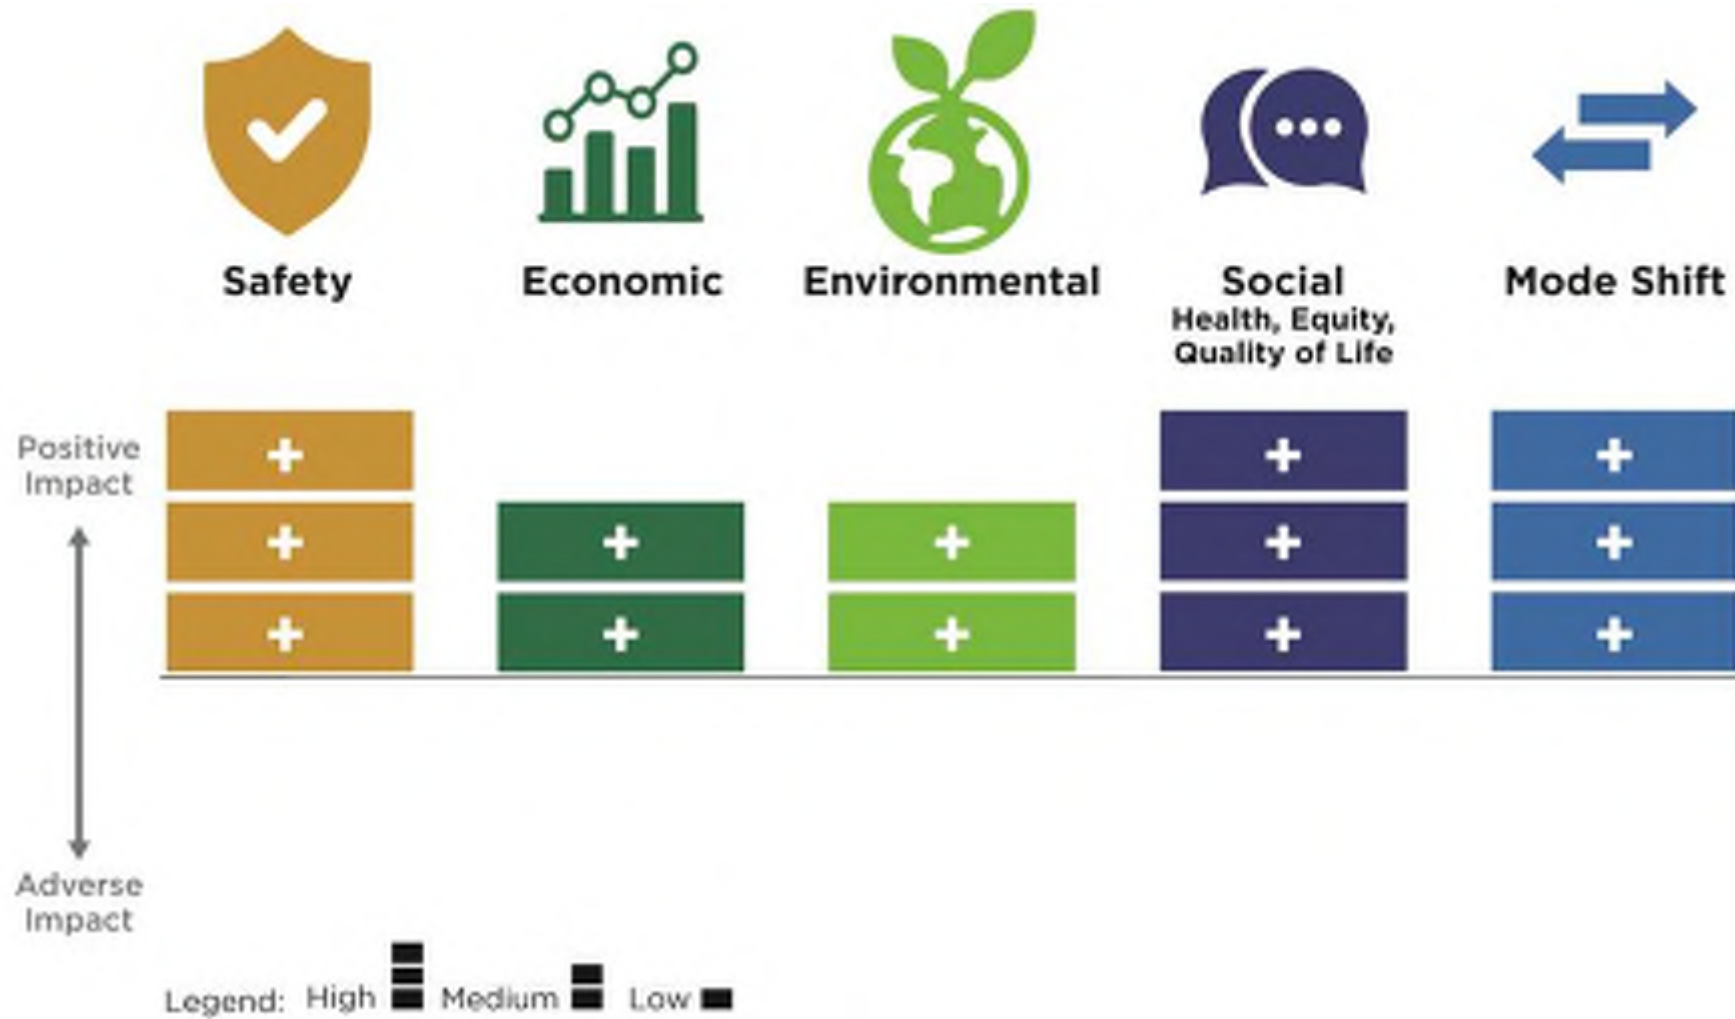 Safety
Economic
Environmental
Social
Health, Equity,
Quality of Life
Mode Shift
Positive
Impact
+ + +
+ + + + +
+ + + + +
Adverse
Impact
Legend: High Medium Low